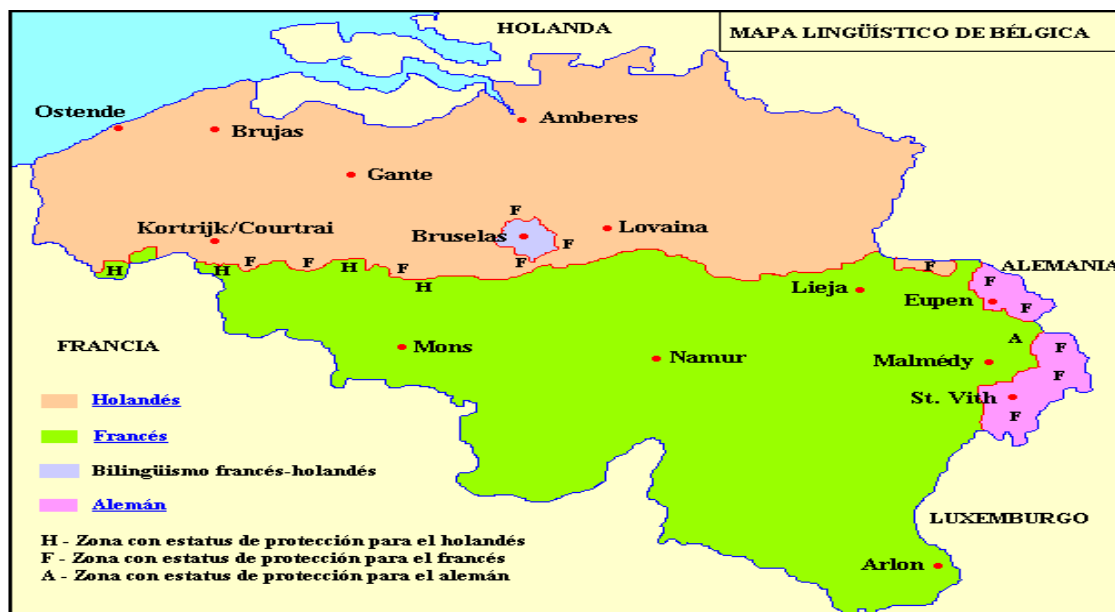 HOLANDA
MAPA LINGÜÍSTICO DE BÉLGICA
Ostende
Brujas
Amberes
Gante
F
Kortrijk/Courtrai
Bruselas
Lovaina
F
H
H
F
F
H
F
F
H
F
ALEMANIA
Lieja
F
Eupen
F
FRANCIA
Mons
Namur
A
F
Malmédy
F
St. Vith
F
Holandés
Francés
Bilingüismo francés-holandés
Alemán
LUXEMBURGO
H - Zona con estatus de protección para el holandés
F - Zona con estatus de protección para el francés
A - Zona con estatus de protección para el alemán
Arlon